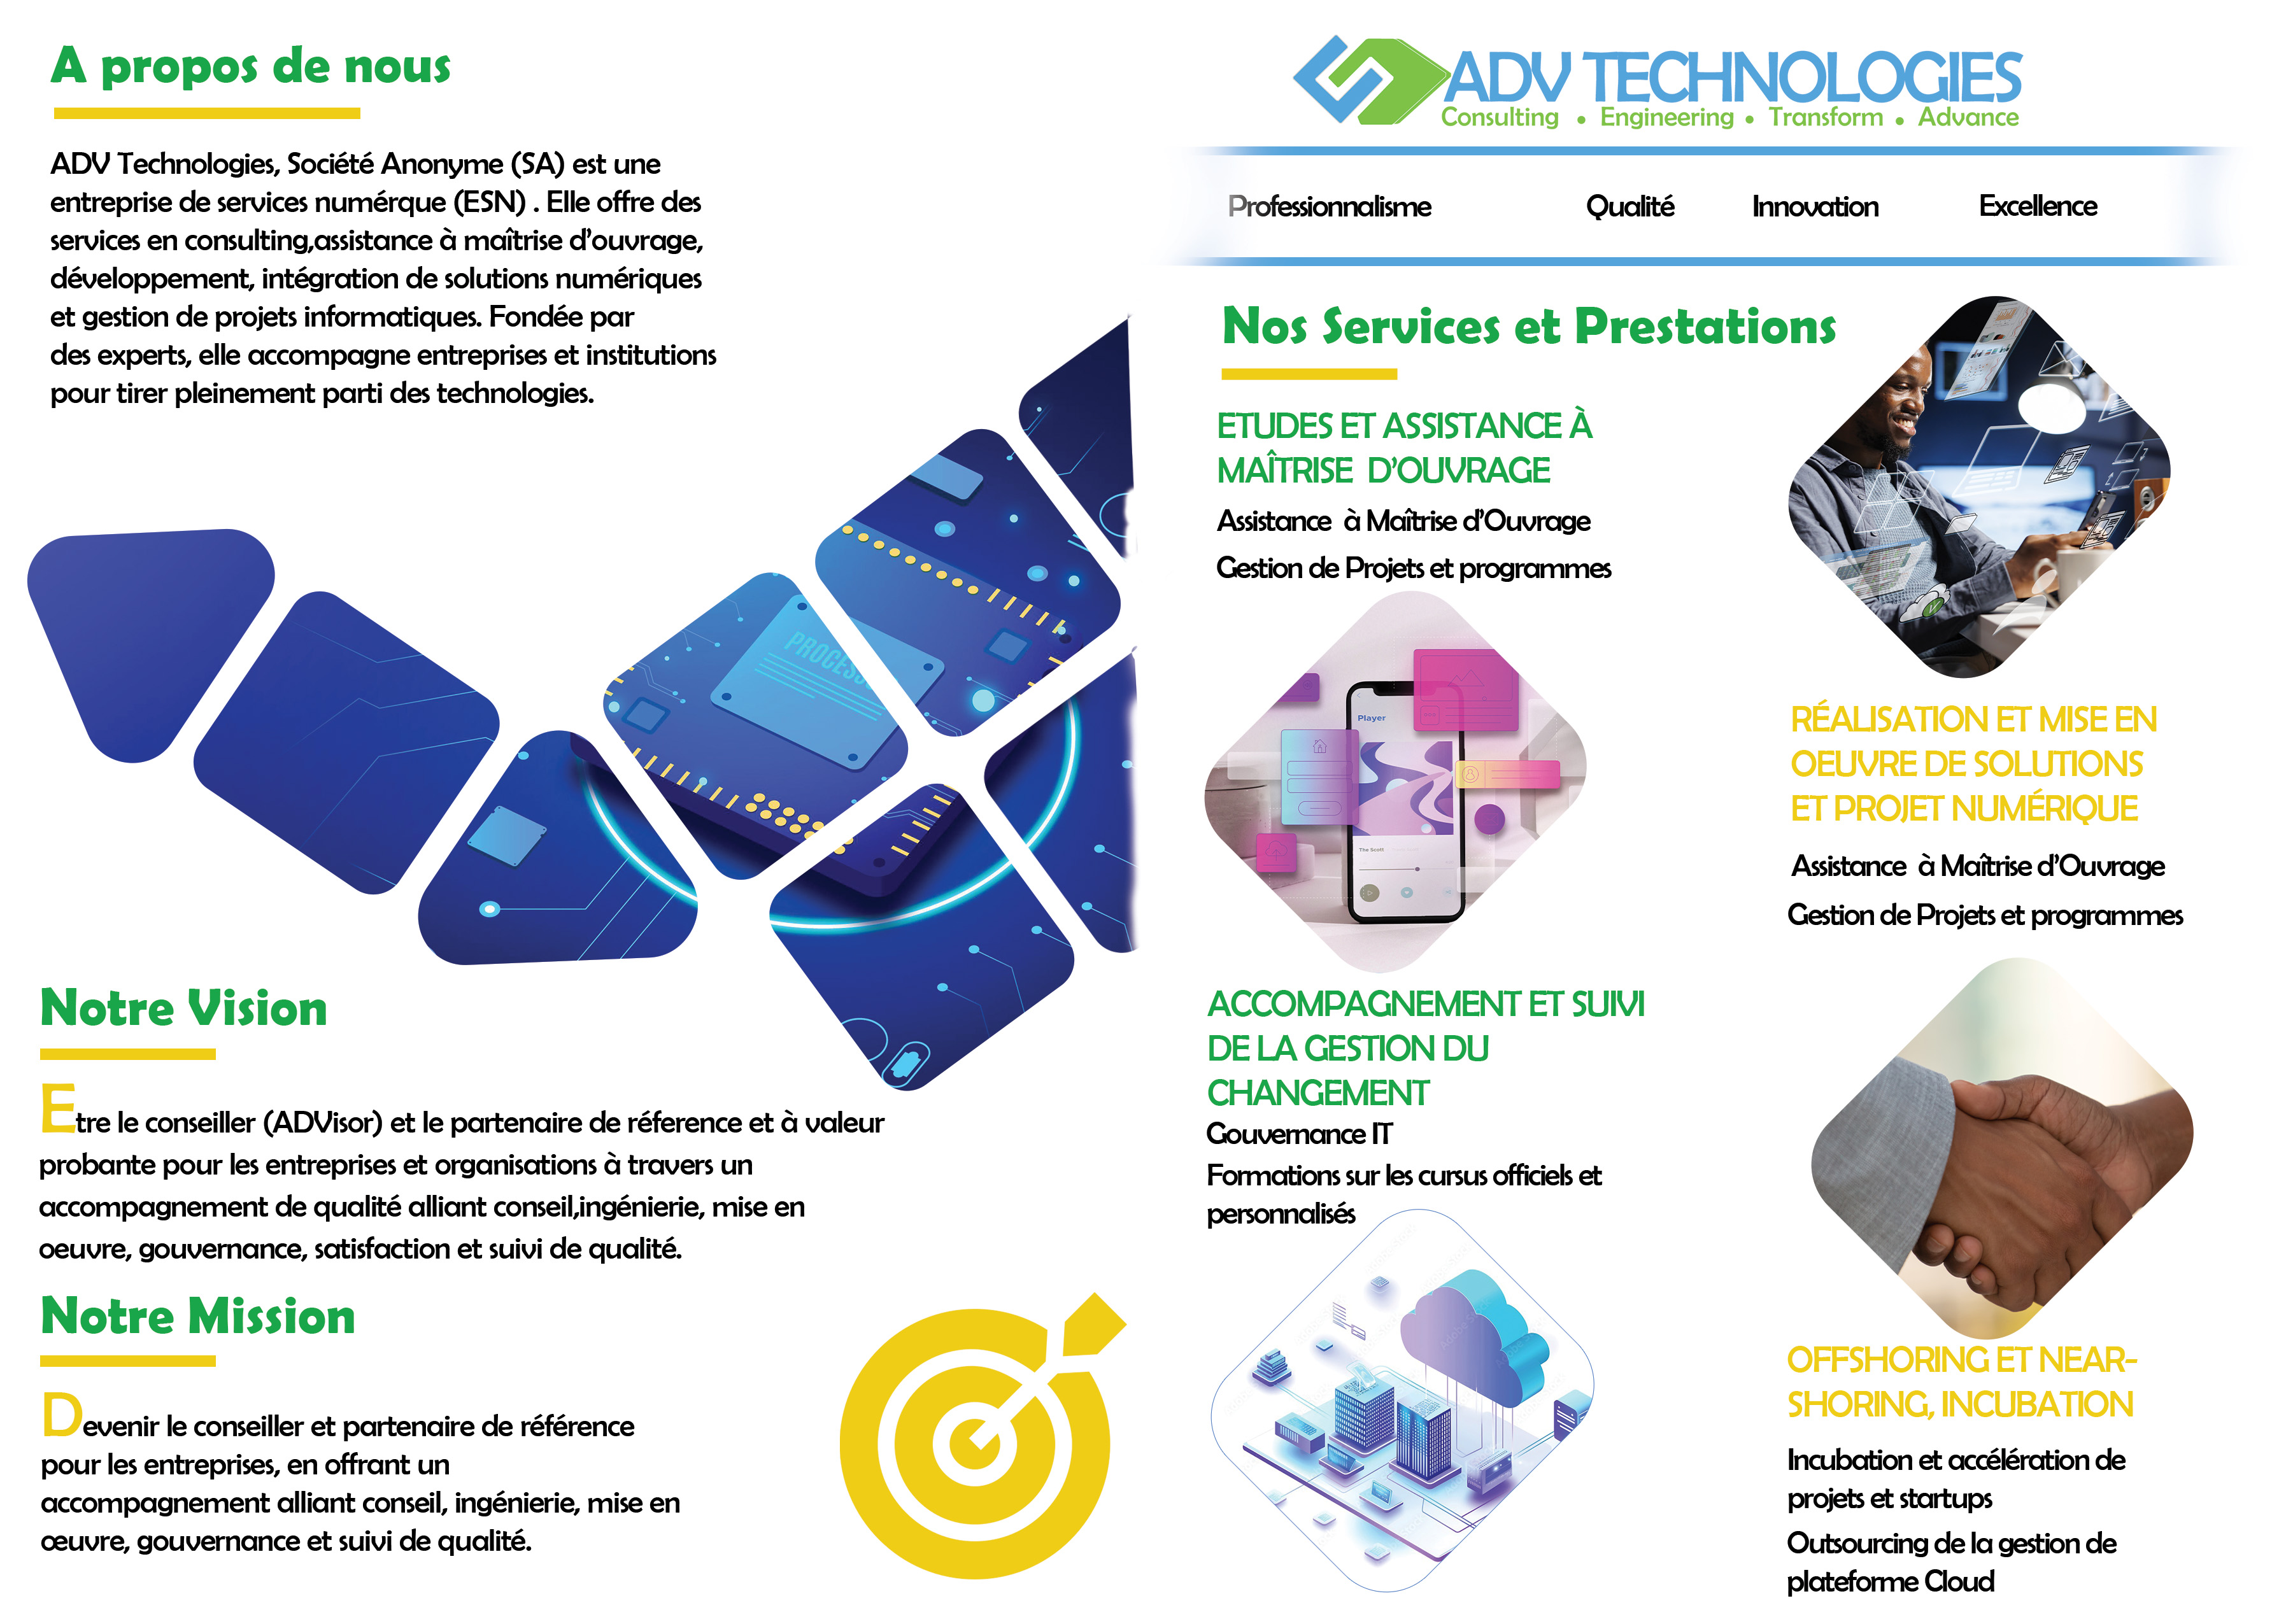 A propos de nous
ADV Technologies, Société Anonyme (SA) est une
entreprise de services numérque (ESN) . Elle offre des
services en consulting,assistance à maîtrise d'ouvrage,
développement, intégration de solutions numériques
et gestion de projets informatiques. Fondée par
des experts, elle accompagne entreprises et institutions
pour tirer pleinement parti des technologies.
Notre Vision
Etre le conseiller (ADVisor) et le partenaire de réference et à valeur
probante pour les entreprises et organisations à travers un
accompagnement de qualité alliant conseil,ingénierie, mise en
oeuvre, gouvernance, satisfaction et suivi de qualité.
Notre Mission
Devenir le conseiller et partenaire de référence
pour les entreprises, en offrant un
accompagnement alliant conseil, ingénierie, mise en
œuvre, gouvernance et suivi de qualité.
ADV TECHNOLOGIES
Consulting • Engineering • Transform • Advance
Professionnalisme Qualité Innovation Excellence
Nos Services et Prestations
ETUDES ET ASSISTANCE À
MAÎTRISE D'OUVRAGE
Assistance à Maîtrise d'Ouvrage
Gestion de Projets et programmes
Player
The Scott
RÉALISATION ET MISE EN
OEUVRE DE SOLUTIONS
ET PROJET NUMÉRIQUE
Assistance à Maîtrise d'Ouvrage
Gestion de Projets et programmes
ACCOMPAGNEMENT ET SUIVI
DE LA GESTION DU
CHANGEMENT
Gouvernance IT
Formations sur les cursus officiels et
personnalisés
OFFSHORING ET NEAR-
SHORING, INCUBATION
Incubation et accélération de
projets et startups
Outsourcing de la gestion de
plateforme Cloud